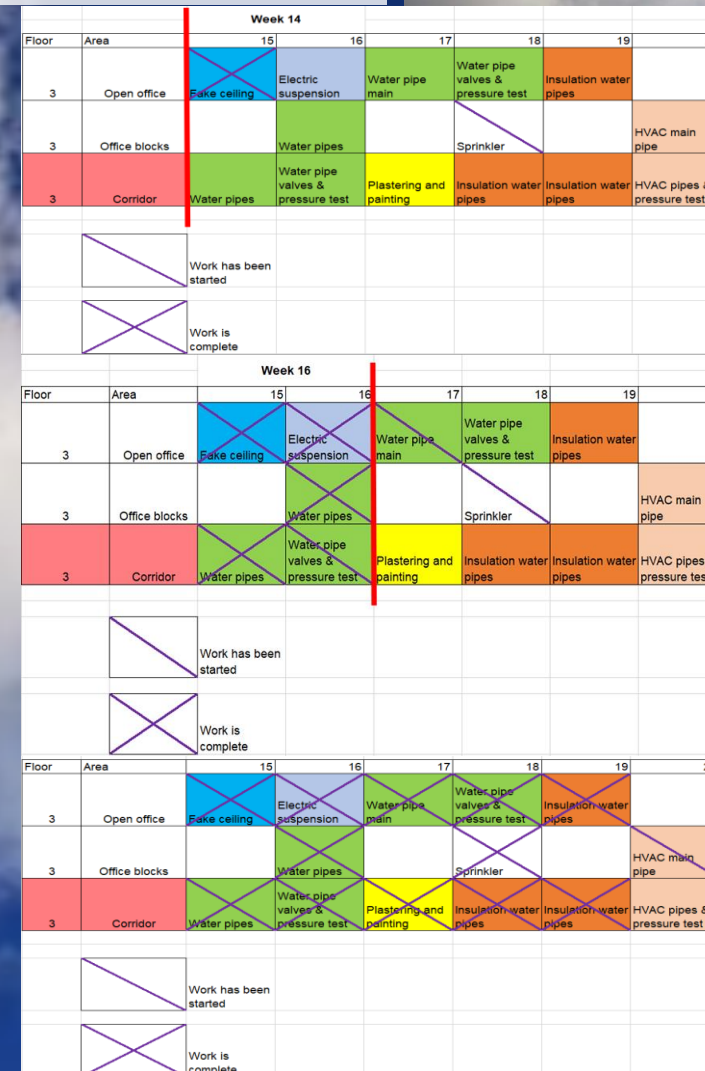 Week 14
Floor Area 15 16 17 18 19
3 Open office Fake ceiling Electric suspension Water pipe main Water pipe valves & pressure test Insulation water pipes
3 Office blocks Water pipes Sprinkler HVAC main pipe
3 Corridor Water pipes Water pipe valves & pressure test Plastering and painting Insulation water pipes Insulation water pipes HVAC pipes & pressure test
Work has been started
Work is complete
Week 16
Floor Area 15 16 17 18 19
3 Open office Fake ceiling Electric suspension Water pipe main Water pipe valves & pressure test Insulation water pipes
3 Office blocks Water pipes Sprinkler HVAC main pipe
3 Corridor Water pipes Water pipe valves & pressure test Plastering and painting Insulation water pipes Insulation water pipes HVAC pipes pressure test
Work has been started
Work is complete
Floor Area 15 16 17 18 19
3 Open office Fake ceiling Electric suspension Water pipe main Water pipe valves & pressure test Insulation water pipes
3 Office blocks Water pipes Sprinkler HVAC main pipe
3 Corridor Water pipes Water pipe valves & pressure test Plastering and painting Insulation water pipes Insulation water pipes HVAC pipes & pressure test
Work has been started
Work is complete